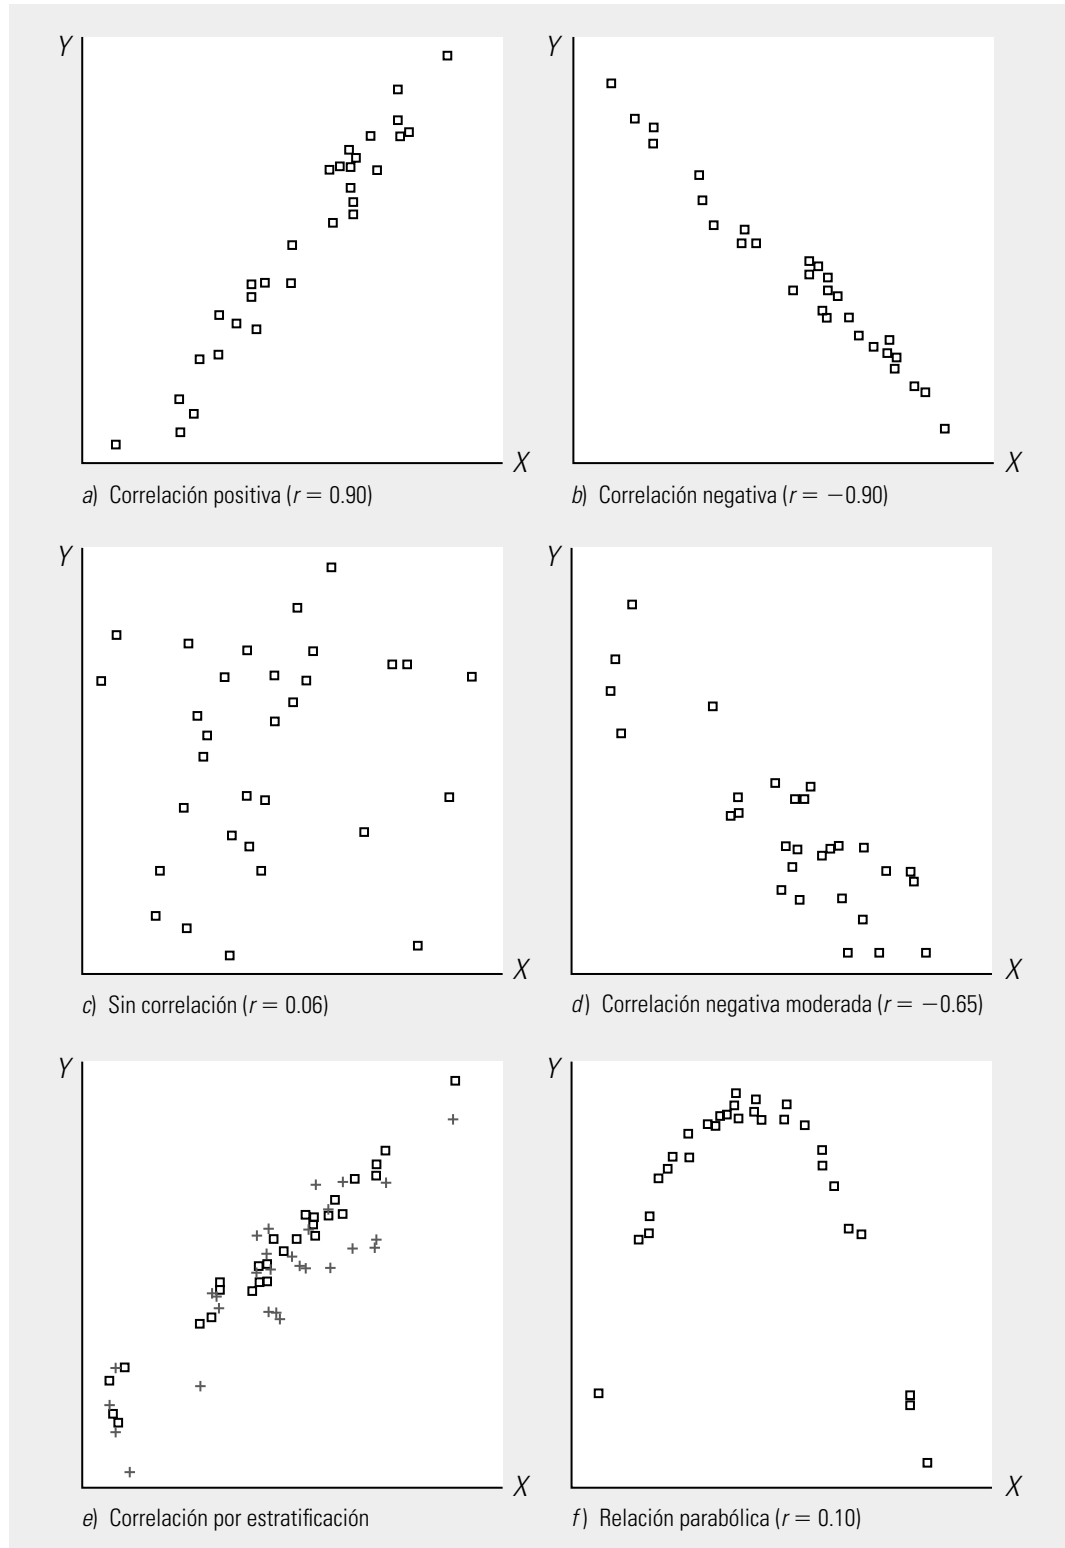 Y
Y
X
X
a) Correlación positiva (r = 0.90)
b) Correlación negativa (r = −0.90)
Y
Y
X
X
c) Sin correlación (r = 0.06)
d) Correlación negativa moderada (r = −0.65)
Y
Y
X
X
e) Correlación por estratificación
f) Relación parabólica (r = 0.10)